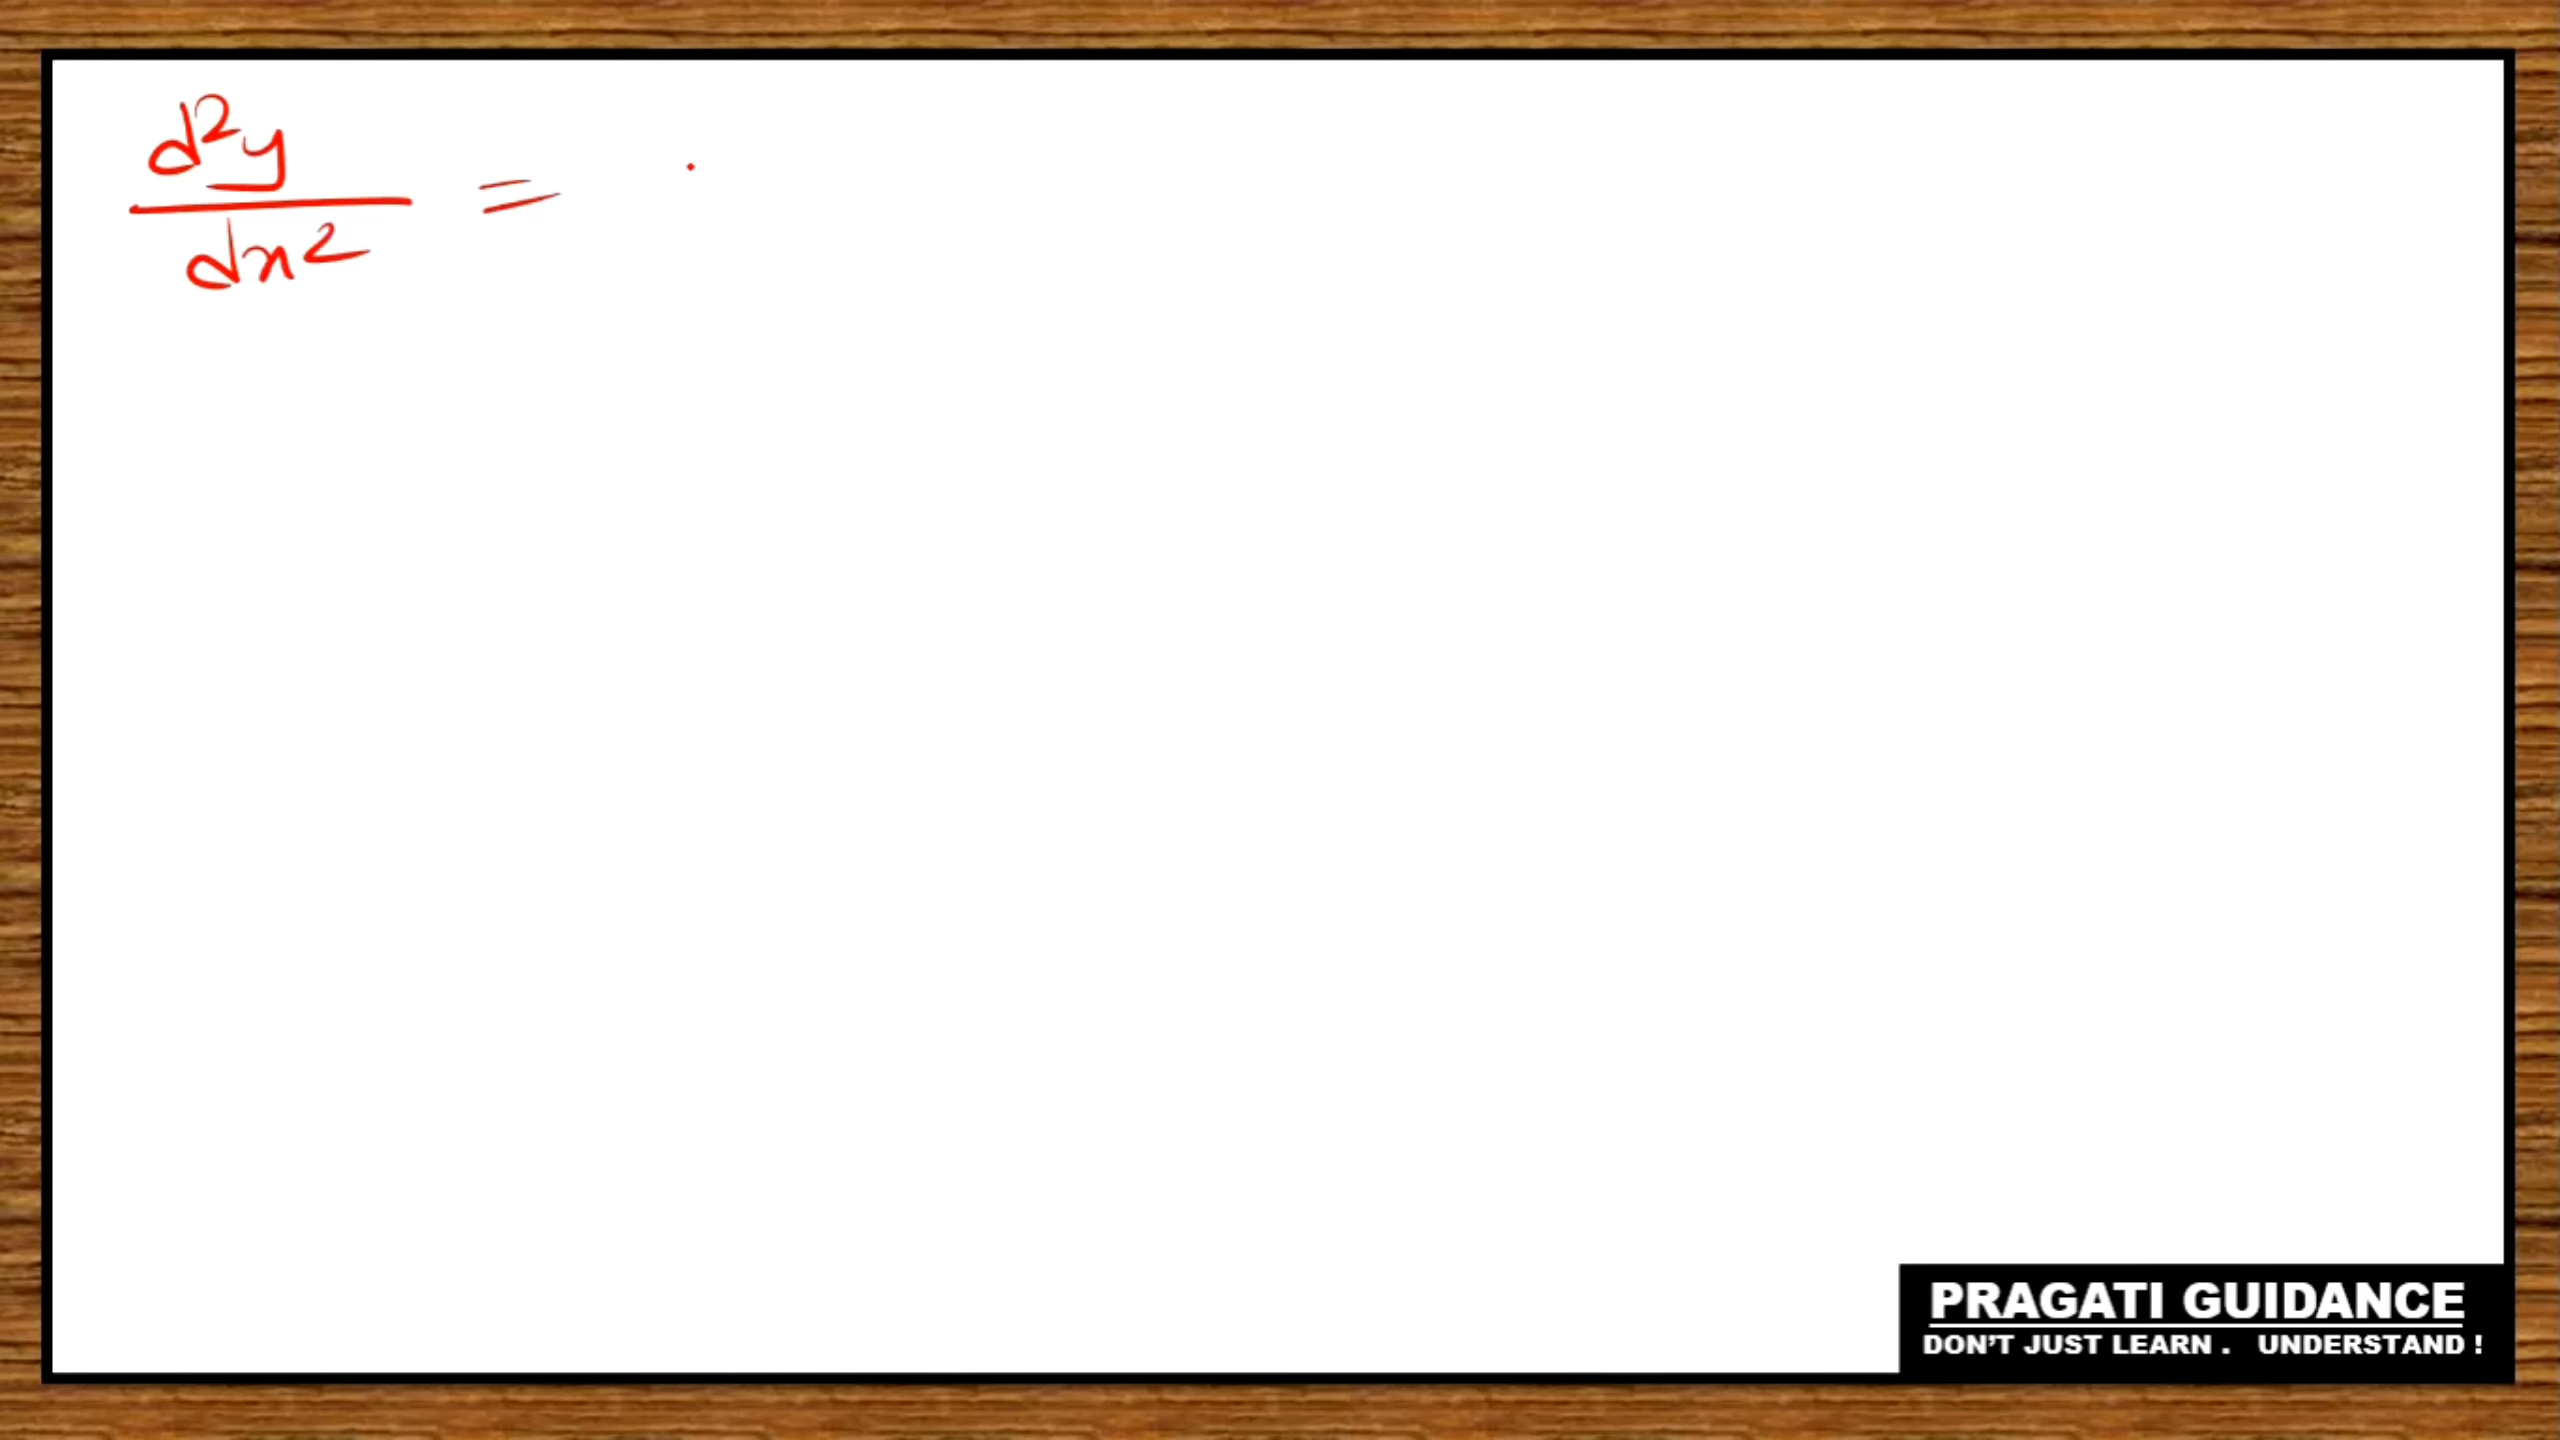 d²y/dx² =
PRAGATI GUIDANCE
DON'T JUST LEARN . UNDERSTAND !